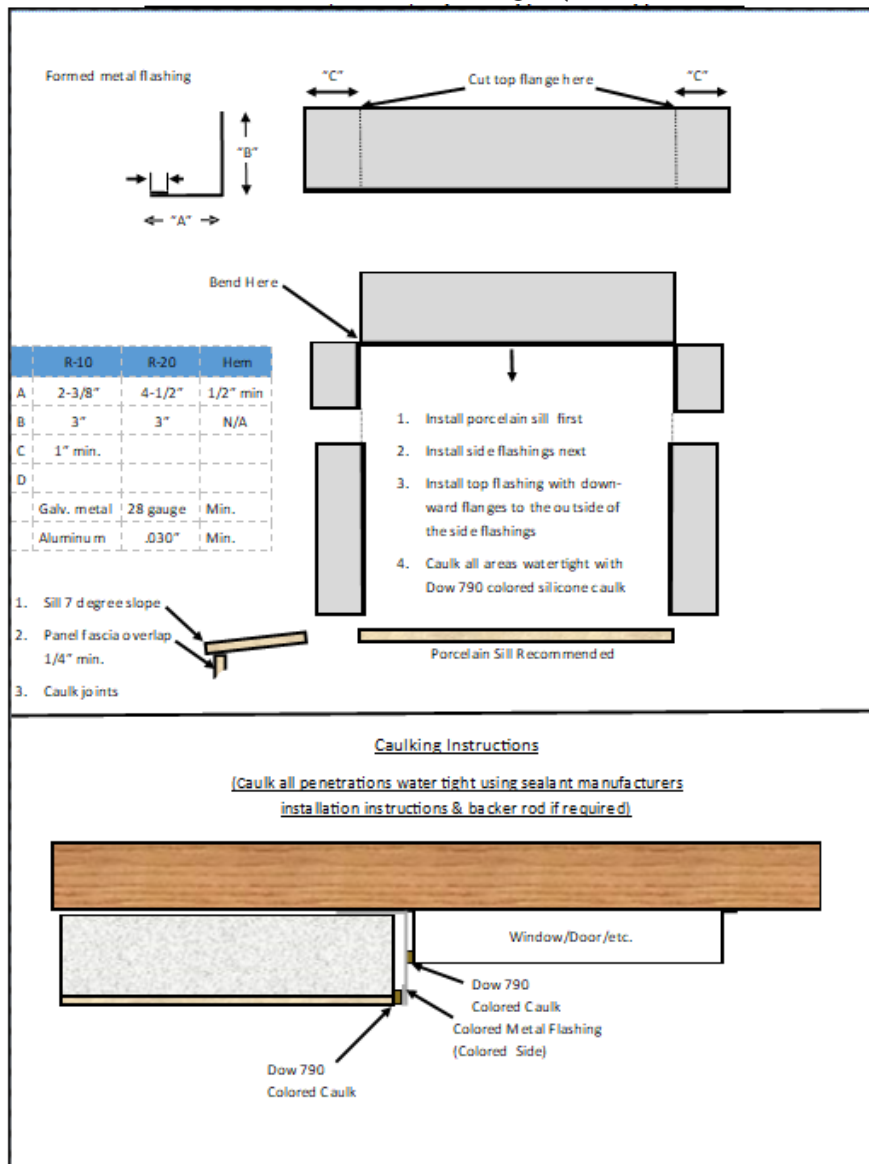 Formed metal flashing
"C"
Cut top flange here
"C"
"B"
"A"
Bend Here
R-10 R-20 Hem
A 2-3/8" 4-1/2" 1/2" min
B 3" 3" N/A
C 1" min.
D
Galv. metal 28 gauge Min.
Aluminum .030" Min.
1. Install porcelain sill first
2. Install side flashings next
3. Install top flashing with down-
ward flanges to the outside of
the side flashings
4. Caulk all areas watertight with
Dow 790 colored silicone caulk
1. Sill 7 degree slope
2. Panel fascia overlap
1/4" min.
3. Caulk joints
Porcelain Sill Recommended
Caulking Instructions
(Caulk all penetrations water tight using sealant manufacturers
installation instructions & backer rod if required)
Window/Door/etc.
Dow 790
Colored Caulk
Colored Metal Flashing
(Colored Side)
Dow 790
Colored Caulk